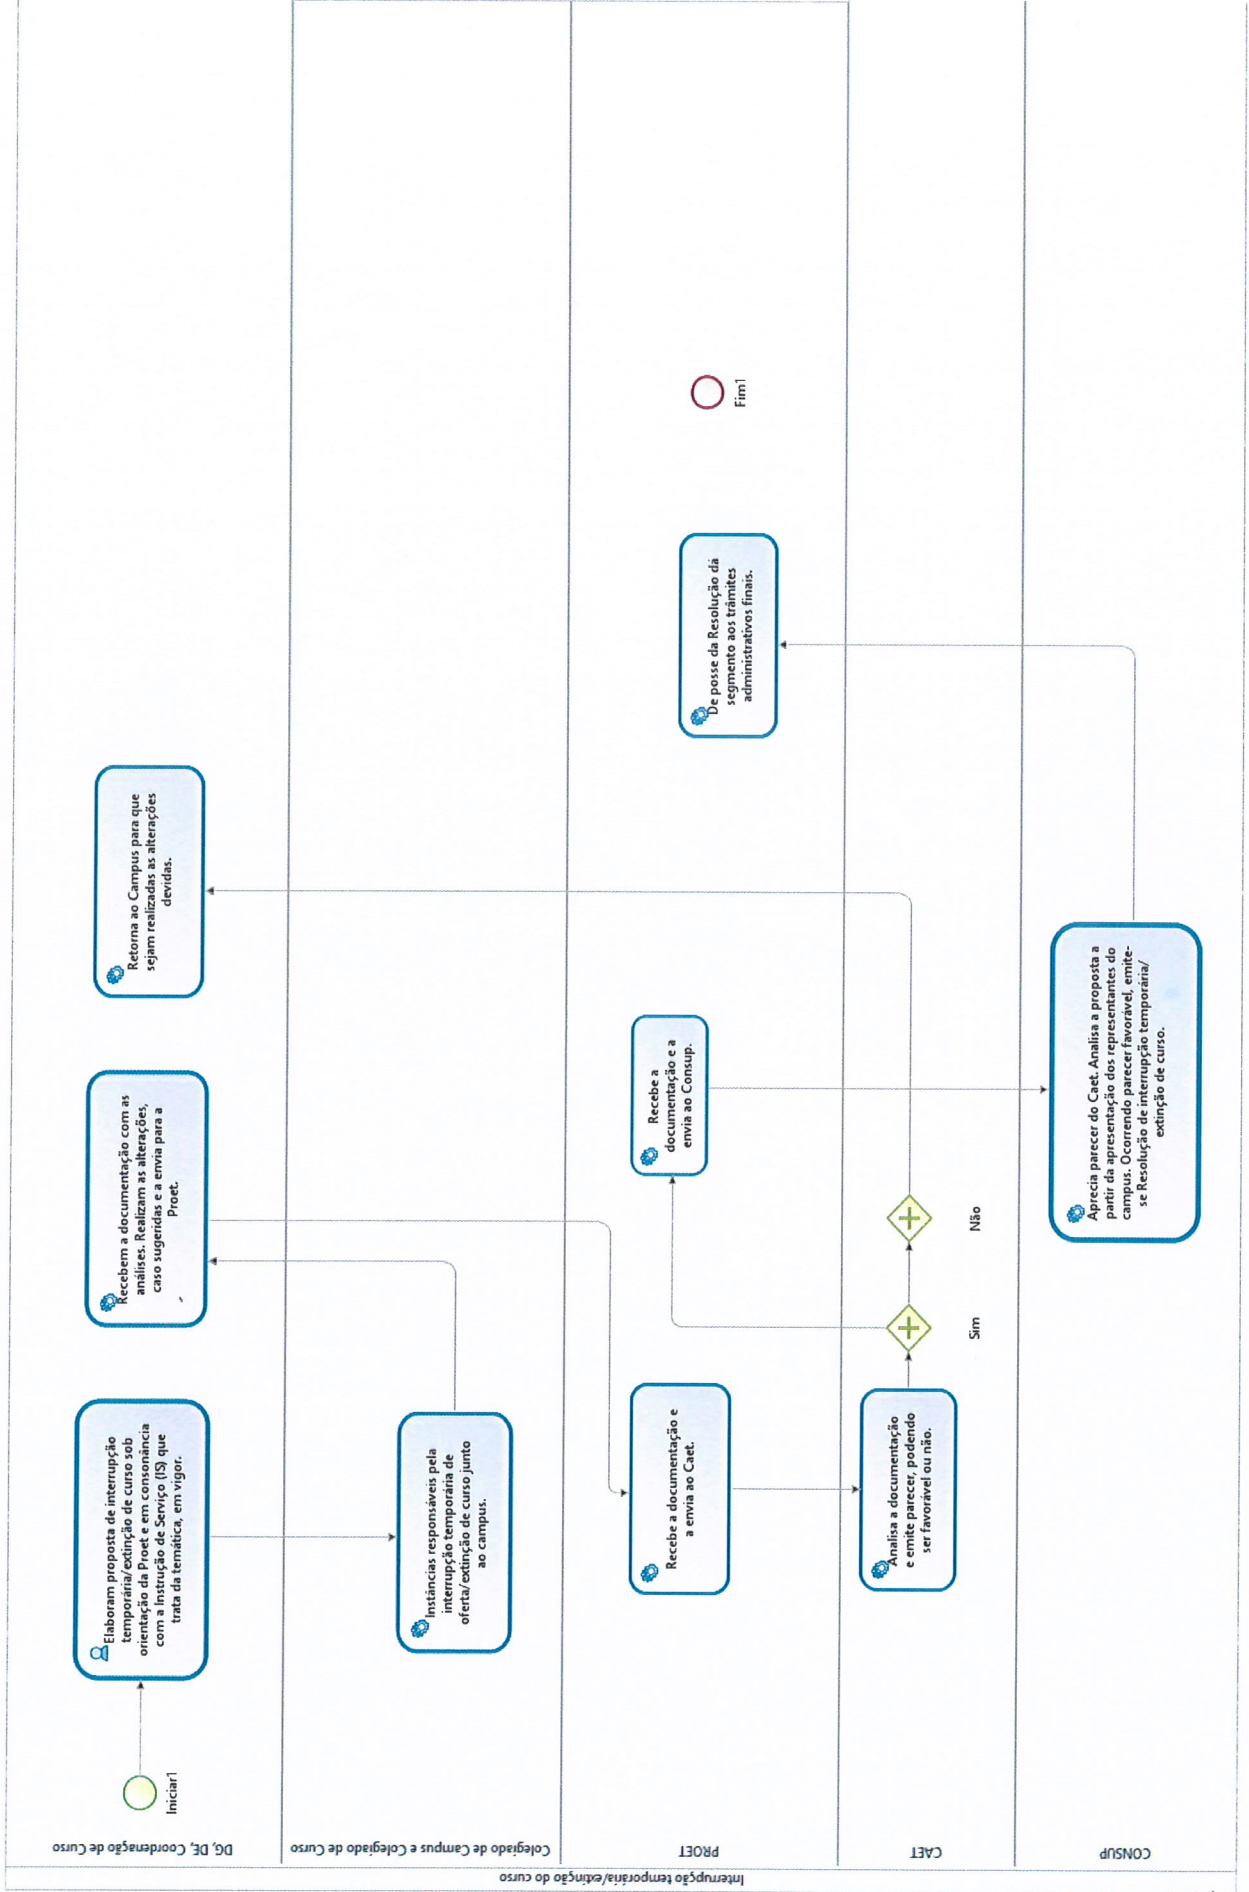 Interrupção temporária/extinção do curso
DG, DE, Coordenação de Curso
Iniciar1
Elaboram proposta de interrupção
temporária/extinção de curso sob
orientação da Proet e em consonância
com a Instrução de Serviço (IS) que
trata da temática, em vigor.
Recebem a documentação com as
análises. Realizam as alterações,
caso sugeridas e a envia para a
Proet.
Retorna ao Campus para que
sejam realizadas as alterações
devidas.
Colegiado de Campus e Colegiado de Curso
Instâncias responsáveis pela
interrupção temporária de
oferta/extinção de curso junto
ao campus.
PROET
Recebe a documentação e
a envia ao Caet.
Recebe a
documentação e a
envia ao Consup.
De posse da Resolução dá
segmento aos trâmites
administrativos finais.
Fim1
CAET
Analisa a documentação
e emite parecer, podendo
ser favorável ou não.
Sim
Não
CONSUP
Aprecia parecer do Caet. Analisa a proposta a
partir da apresentação dos representantes do
campus. Ocorrendo parecer favorável, emite-
se Resolução de interrupção temporária/
extinção de curso.